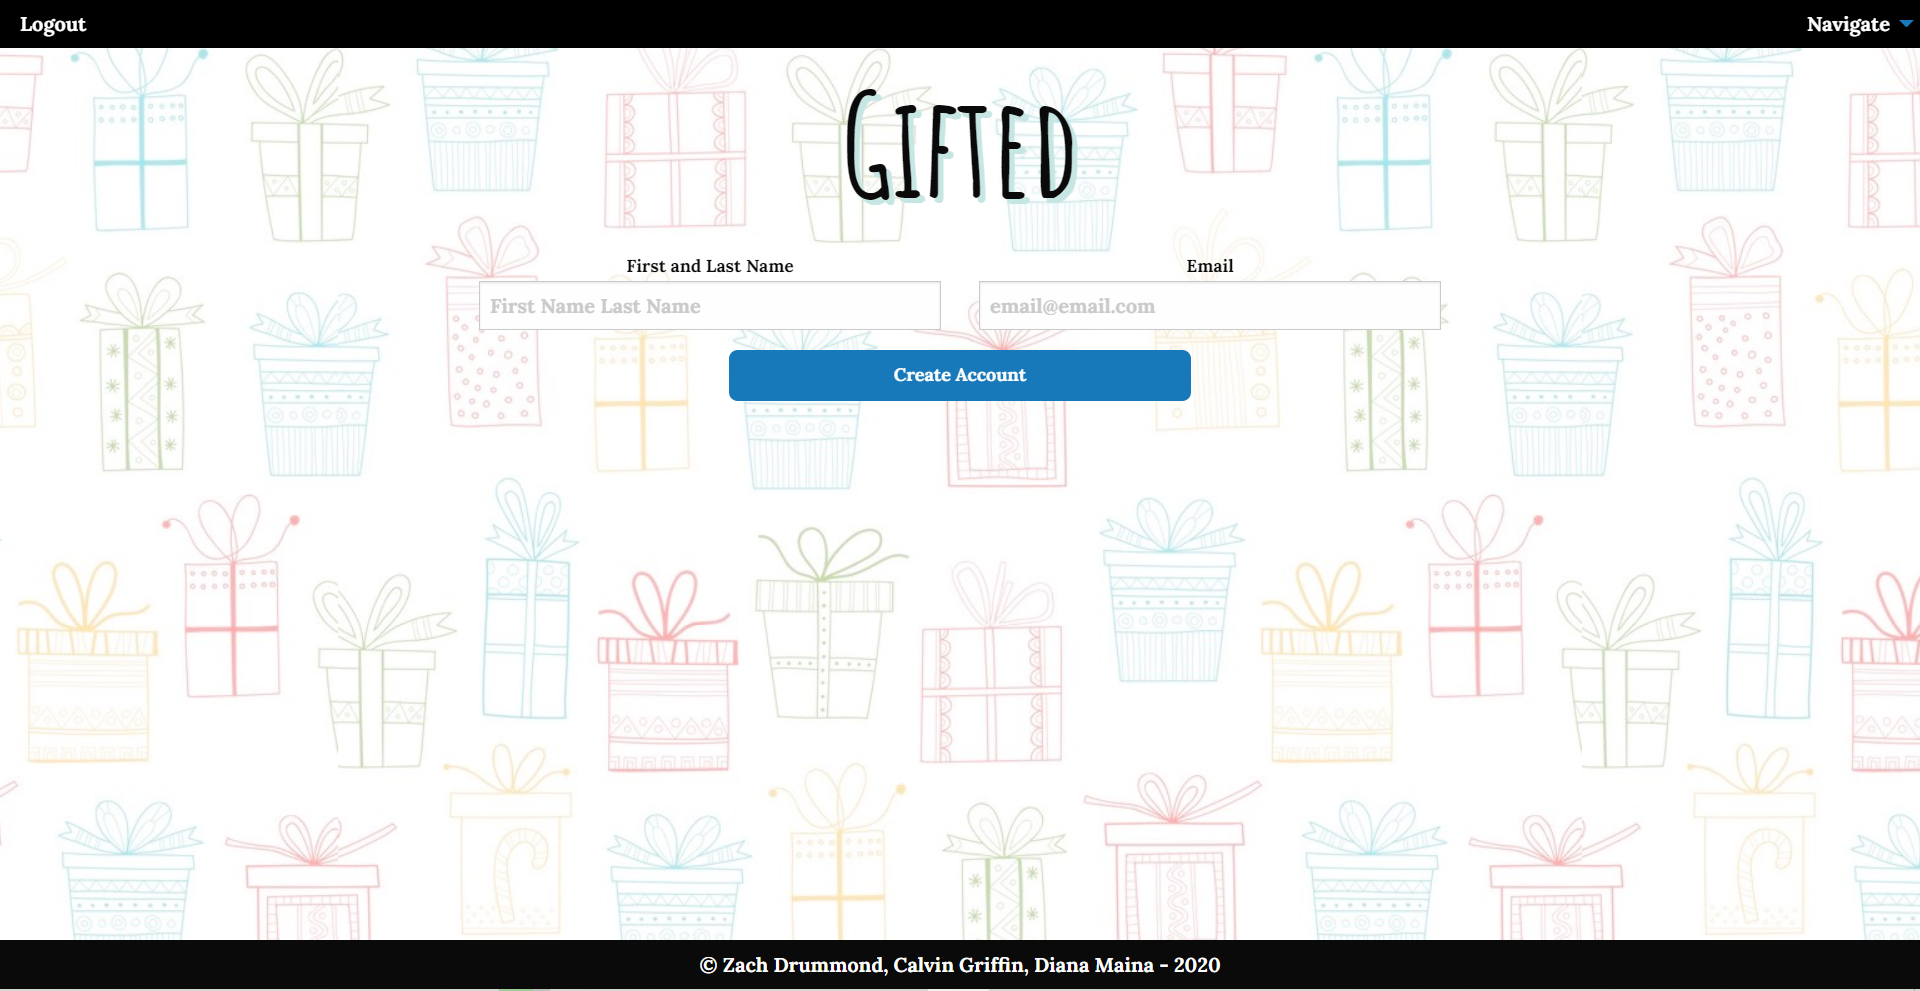 Logout
Navigate
Gifted
First and Last Name
Email
First Name Last Name
email@email.com
Create Account
© Zach Drummond, Calvin Griffin, Diana Maina - 2020